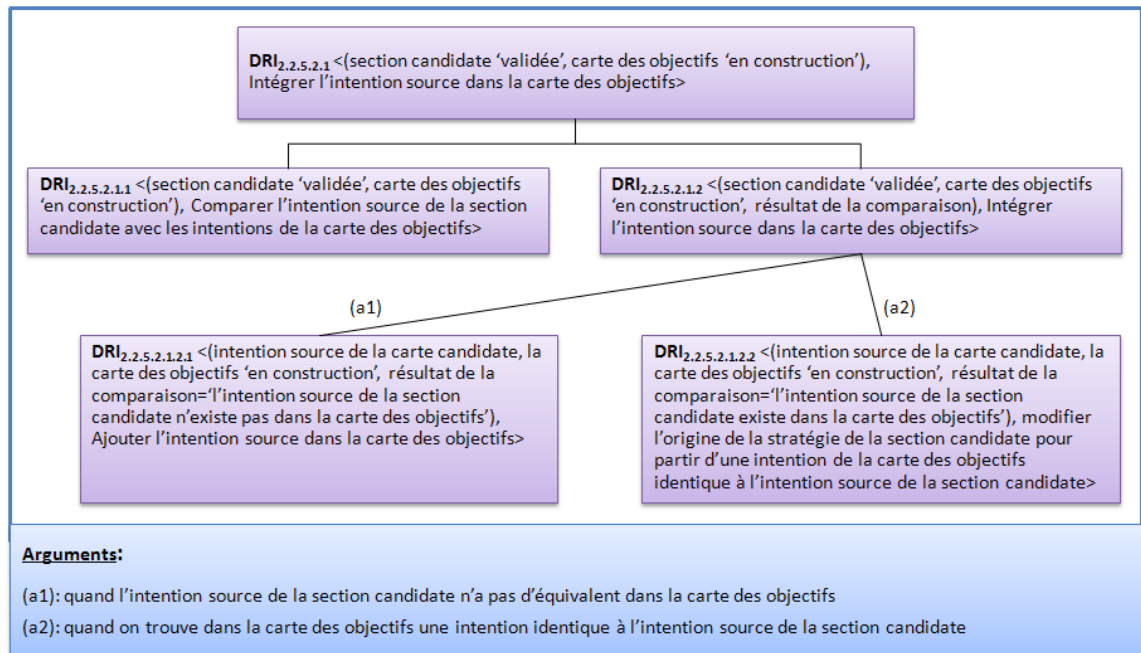 DRI2.2.5.2.1 <(section candidate ‘validée’, carte des objectifs ‘en construction’),
Intégrer l’intention source dans la carte des objectifs>
DRI2.2.5.2.1.1 <(section candidate ‘validée’, carte des objectifs
‘en construction’), Comparer l’intention source de la section
candidate avec les intentions de la carte des objectifs>
DRI2.2.5.2.1.2 <(section candidate ‘validée’, carte des objectifs
‘en construction’, résultat de la comparaison), Intégrer
l’intention source dans la carte des objectifs>
(a1)
(a2)
DRI2.2.5.2.1.2.1 <(intention source de la carte candidate, la
carte des objectifs ‘en construction’, résultat de la
comparaison=‘l’intention source de la section
candidate n’existe pas dans la carte des objectifs’),
Ajouter l’intention source dans la carte des objectifs>
DRI2.2.5.2.1.2.2 <(intention source de la carte candidate, la
carte des objectifs ‘en construction’, résultat de la
comparaison=‘l’intention source de la section
candidate existe dans la carte des objectifs’), modifier
l’origine de la stratégie de la section candidate pour
partir d’une intention de la carte des objectifs
identique à l’intention source de la section candidate>
Arguments:
(a1): quand l’intention source de la section candidate n’a pas d’équivalent dans la carte des objectifs
(a2): quand on trouve dans la carte des objectifs une intention identique à l’intention source de la section candidate